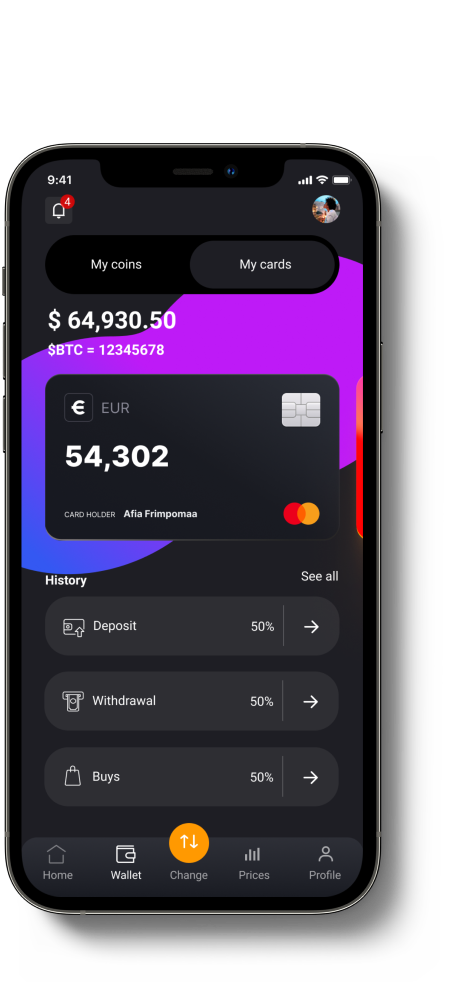 9:41
4
My coins My cards
$ 64,930.50
$BTC = 12345678
€ EUR
54,302
CARD HOLDER Afia Frimpomaa
History See all
Deposit 50%
Withdrawal 50%
Buys 50%
Home Wallet Change Prices Profile